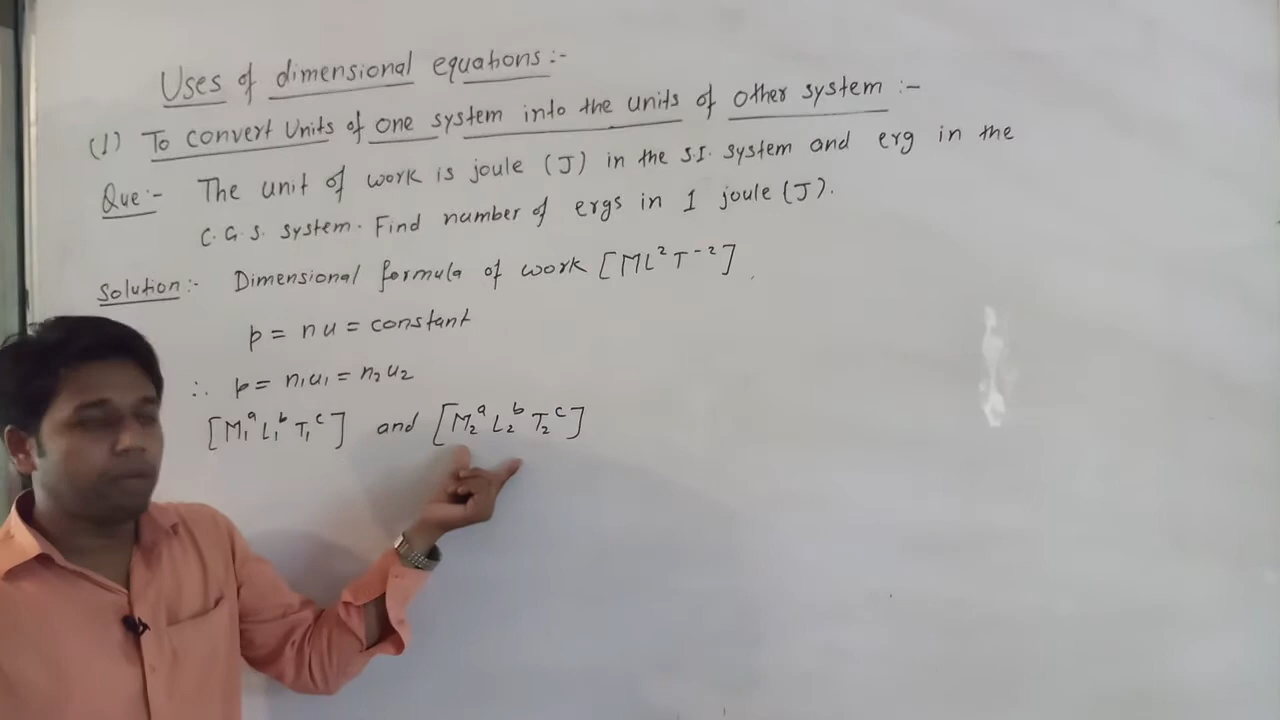 Uses of dimensional equations:-
(1) To convert units of one system into the units of other system :-
Que :- The unit of work is joule (J) in the S.I. system and erg in the
C.G.S. system. Find number of ergs in 1 joule (J).
Solution:- Dimensional formula of work [ML²T⁻²]
p = nu = constant
∴ p = n₁u₁ = n₂u₂
[M₁ᵃ L₁ᵇ T₁ᶜ] and [M₂ᵃ L₂ᵇ T₂ᶜ]